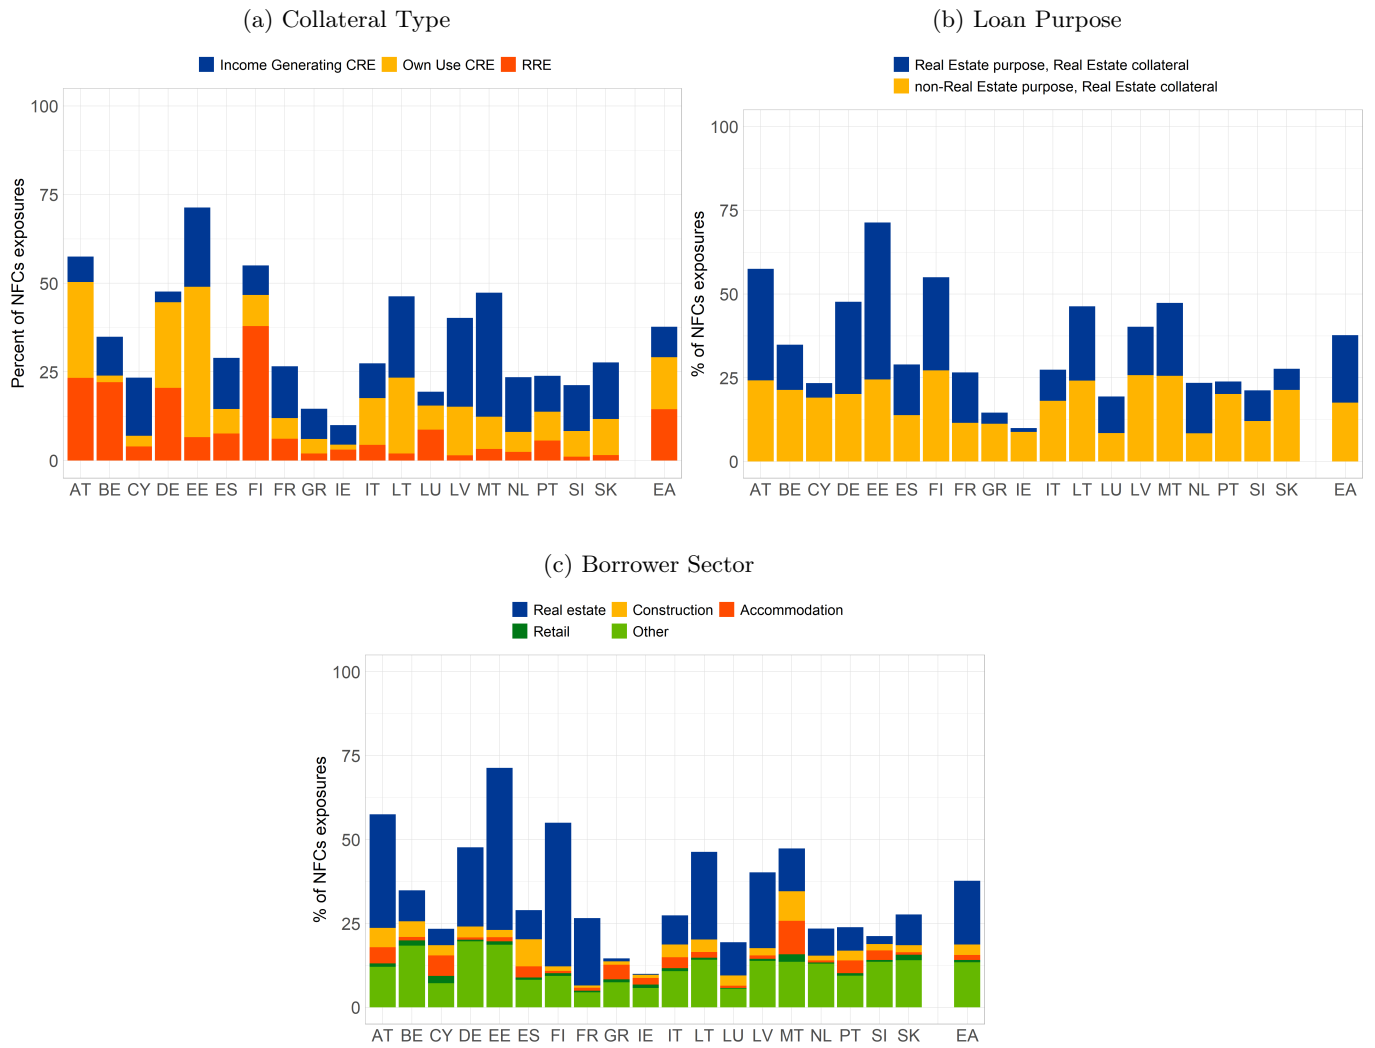 (a) Collateral Type
Income Generating CRE Own Use CRE RRE
Percent of NFCs exposures
100
75
50
25
0
AT BE CY DE EE ES FI FR GR IE IT LT LU LV MT NL PT SI SK EA
(b) Loan Purpose
Real Estate purpose, Real Estate collateral
non-Real Estate purpose, Real Estate collateral
% of NFCs exposures
100
75
50
25
0
AT BE CY DE EE ES FI FR GR IE IT LT LU LV MT NL PT SI SK EA
(c) Borrower Sector
Real estate Construction Accommodation
Retail Other
% of NFCs exposures
100
75
50
25
0
AT BE CY DE EE ES FI FR GR IE IT LT LU LV MT NL PT SI SK EA